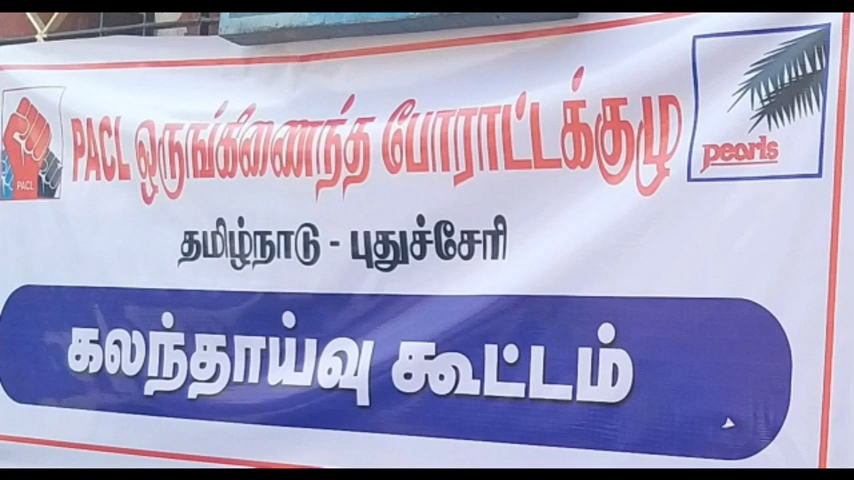 PACL ஒருங்கிணைந்த போராட்டக்குழு
PACL
pearls
தமிழ்நாடு - புதுச்சேரி
கலந்தாய்வு கூட்டம்